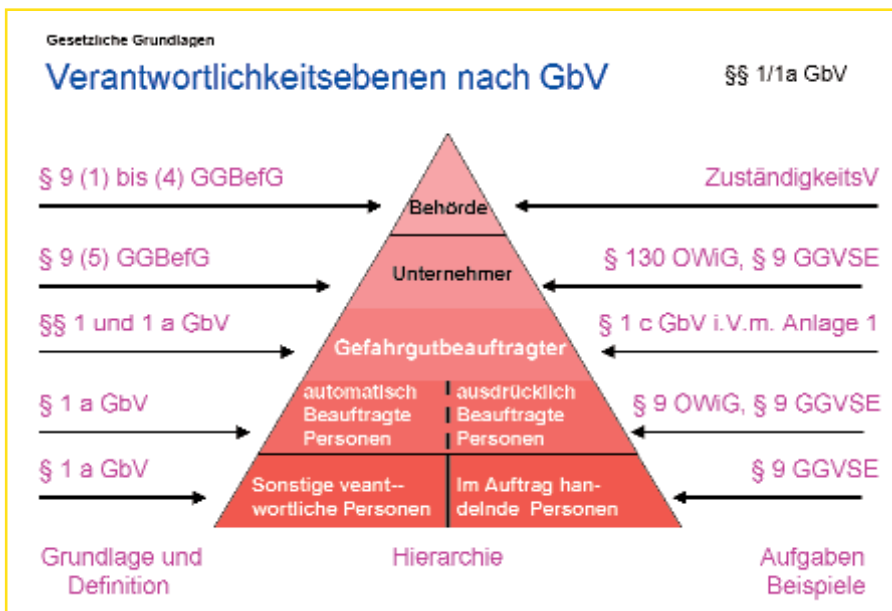 Gesetzliche Grundlagen
Verantwortlichkeitsebenen nach GbV
§§ 1/1a GbV
§ 9 (1) bis (4) GGBefG
Behörde
ZuständigkeitsV
§ 9 (5) GGBefG
Unternehmer
§ 130 OWiG, § 9 GGVSE
§§ 1 und 1 a GbV
Gefahrgutbeauftragter
§ 1 c GbV i.V.m. Anlage 1
§ 1 a GbV
automatisch
Beauftragte
Personen
ausdrücklich
Beauftragte
Personen
§ 9 OWiG, § 9 GGVSE
§ 1 a GbV
Sonstige veant--
wortliche Personen
Im Auftrag han-
delnde Personen
§ 9 GGVSE
Grundlage und
Definition
Hierarchie
Aufgaben
Beispiele